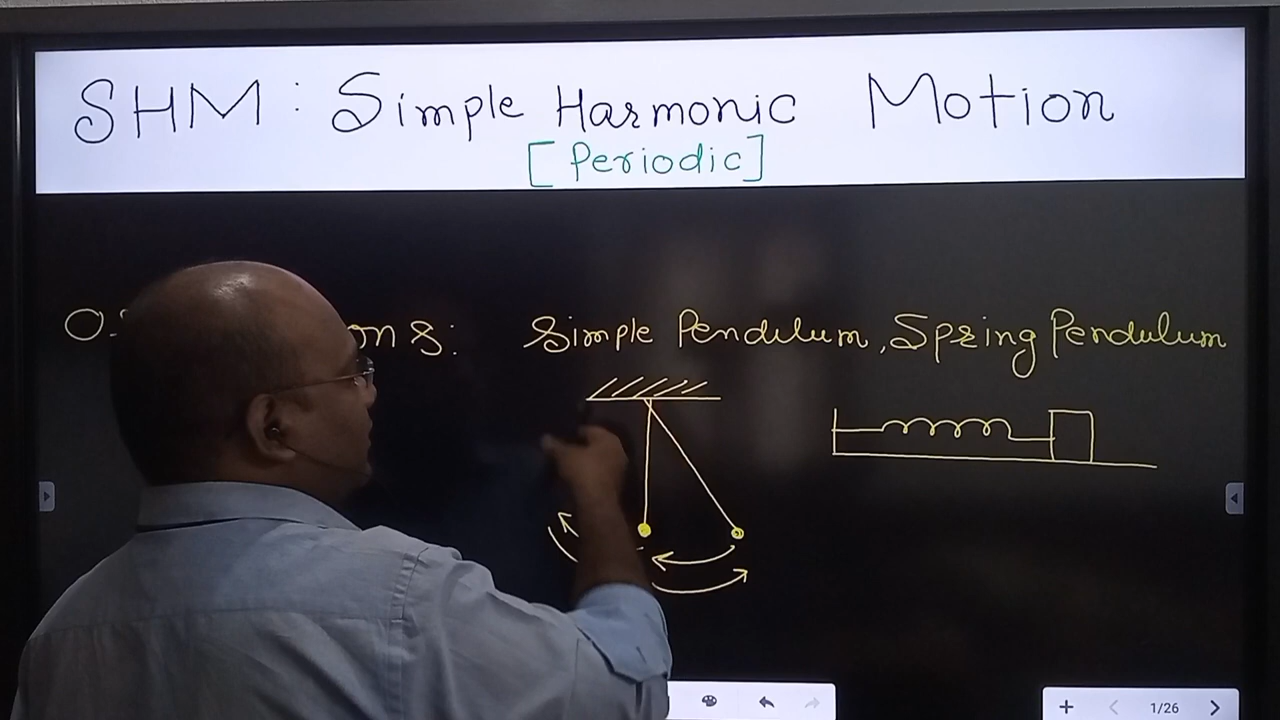 SHM : Simple Harmonic Motion
[Periodic]
Simple Pendulum, Spring Pendulum
1/26